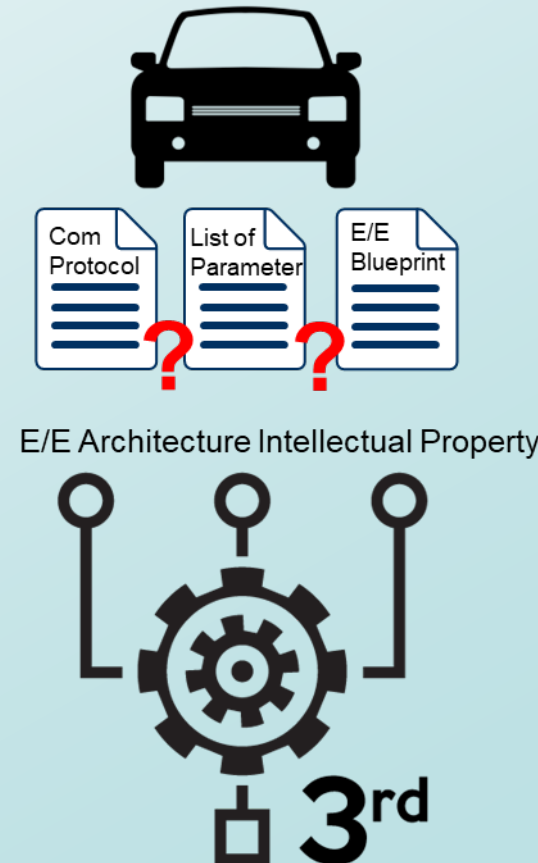 Com
Protocol
List of
Parameter
E/E
Blueprint
?
?
E/E Architecture Intellectual Property
3rd